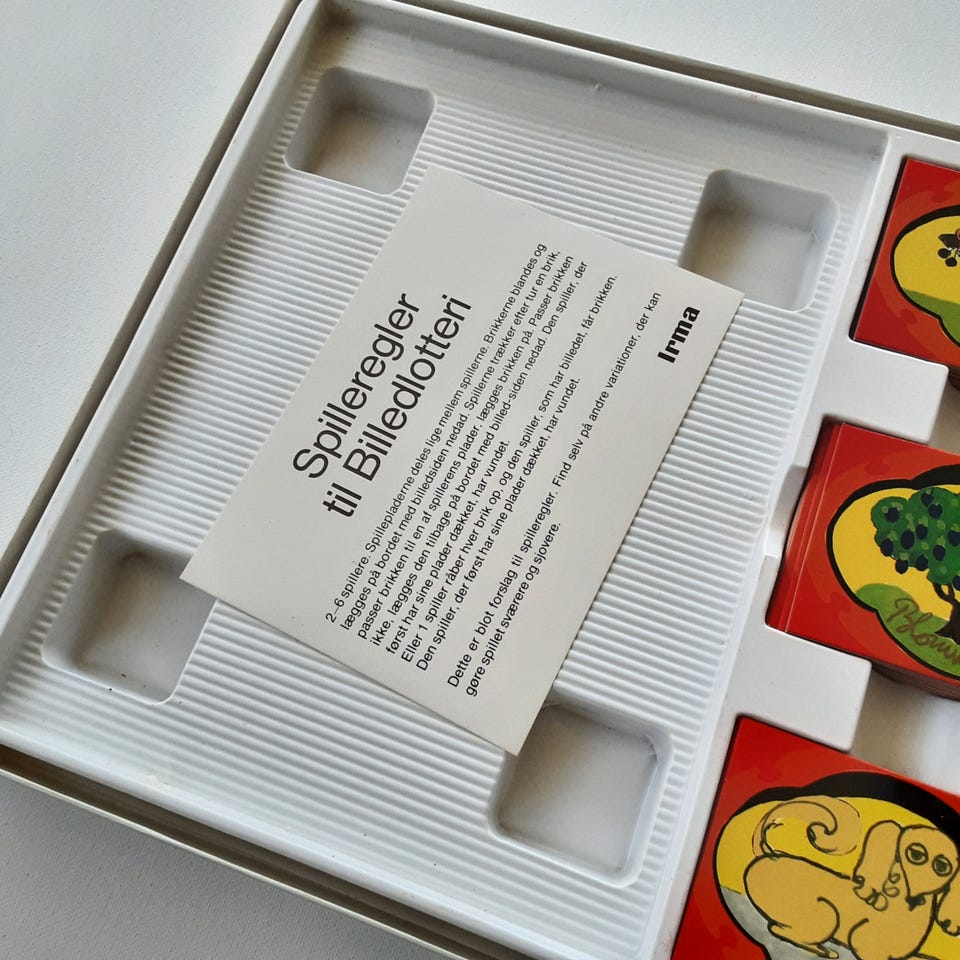 Spilleregler
til Billedlotteri
2-6 spillere. Spillepladerne deles lige mellem spillerne. Brikkerne blandes og
lægges på bordet med billedsiden nedad. Spillerne trækker efter tur en brik,
passer brikken til en af spillerens plader, lægges brikken på. Passer brikken
ikke, lægges den tilbage på bordet med billed-siden nedad. Den spiller, der
først har sine plader dækket, har vundet.
Eller 1 spiller råber hver brik op, og den spiller, som har billedet, får brikken.
Den spiller, der først har sine plader dækket, har vundet.
Dette er blot forslag til spilleregler. Find selv på andre variationer, der kan
gøre spillet sværere og sjovere.
Irma